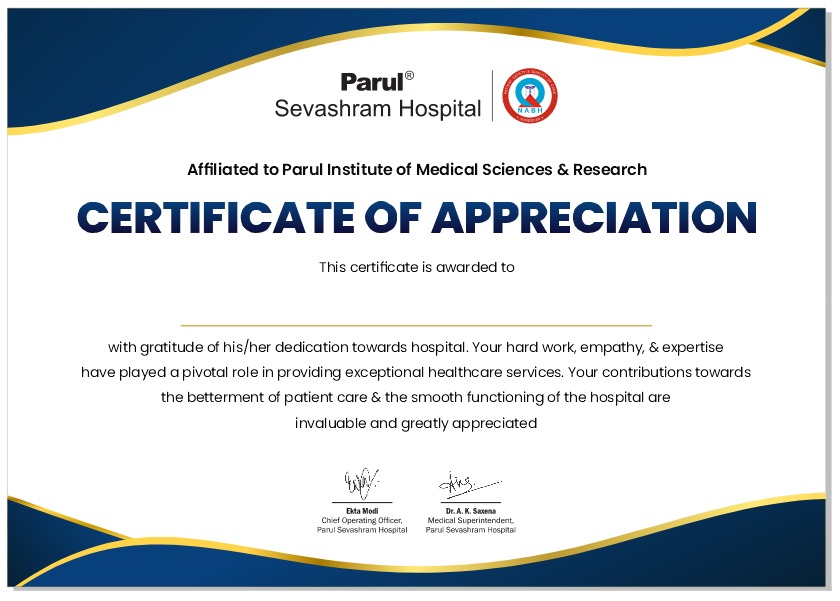 Parul®
Sevashram Hospital
NABH
Affiliated to Parul Institute of Medical Sciences & Research
CERTIFICATE OF APPRECIATION
This certificate is awarded to
with gratitude of his/her dedication towards hospital. Your hard work, empathy, & expertise
have played a pivotal role in providing exceptional healthcare services. Your contributions towards
the betterment of patient care & the smooth functioning of the hospital are
invaluable and greatly appreciated
Ekta Modi
Chief Operating Officer,
Parul Sevashram Hospital
Dr. A. K. Saxena
Medical Superintendent,
Parul Sevashram Hospital